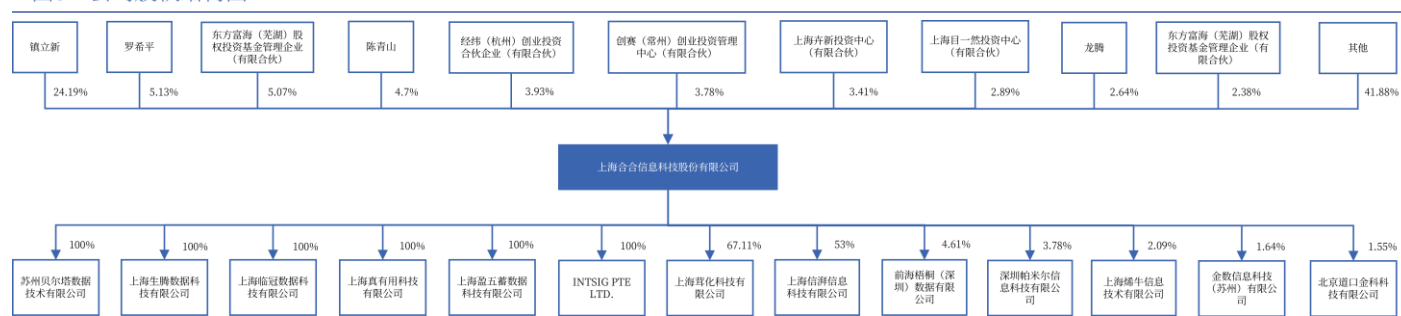 镇立新
罗希平
东方富海（芜湖）股
权投资基金管理企业
（有限合伙）
陈青山
经纬（杭州）创业投资
合伙企业（有限合伙）
创赛（常州）创业投资管理
中心（有限合伙）
上海卉新投资中心
（有限合伙）
上海目一然投资中心
（有限合伙）
龙腾
东方富海（芜湖）股权
投资基金管理企业（有
限合伙）
其他
24.19%
5.13%
5.07%
4.7%
3.93%
3.78%
3.41%
2.89%
2.64%
2.38%
41.88%
上海合合信息科技股份有限公司
100%
100%
100%
100%
100%
100%
67.11%
53%
4.61%
3.78%
2.09%
1.64%
1.55%
苏州贝尔塔数据
技术有限公司
上海生腾数据科
技有限公司
上海临冠数据科
技有限公司
上海真有用科技
有限公司
上海盈五蓄数据
科技有限公司
INTSIG PTE
LTD.
上海茸化科技有
限公司
上海信湃信息
科技有限公司
前海梧桐（深
圳）数据有限
公司
深圳帕米尔信
息科技有限公
司
上海烯牛信息
技术有限公司
金数信息科技
（苏州）有限公
司
北京道口金科科
技有限公司